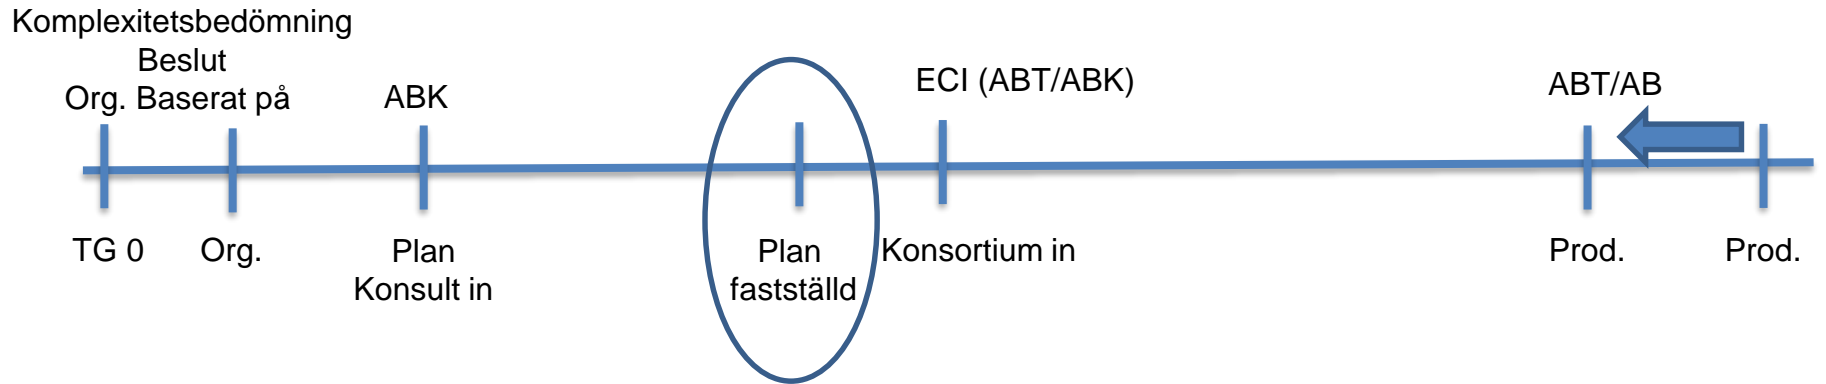 Komplexitetsbedömning
Beslut
Org. Baserat på
ABK
ECI (ABT/ABK)
ABT/AB
TG 0
Org.
Plan
Konsult in
Plan
fastställd
Konsortium in
Prod.
Prod.